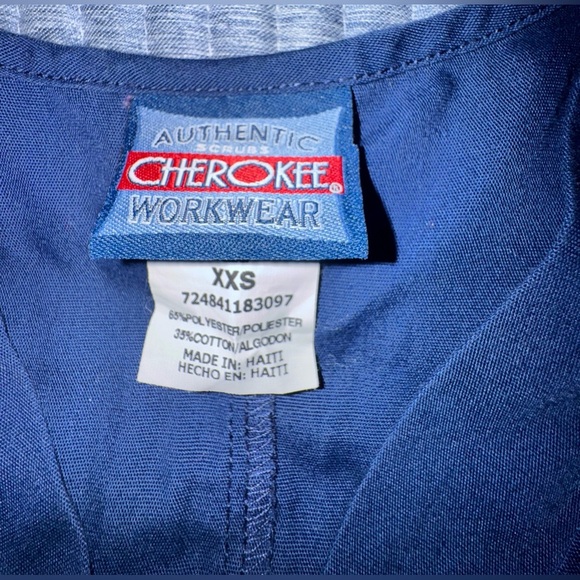 AUTHENTIC
SCRUBS
CHEROKEE®
WORKWEAR
XXS
724841183097
65%POLYESTER/POLIESTER
35%COTTON/ALGODON
MADE IN: HAITI
HECHO EN: HAITI